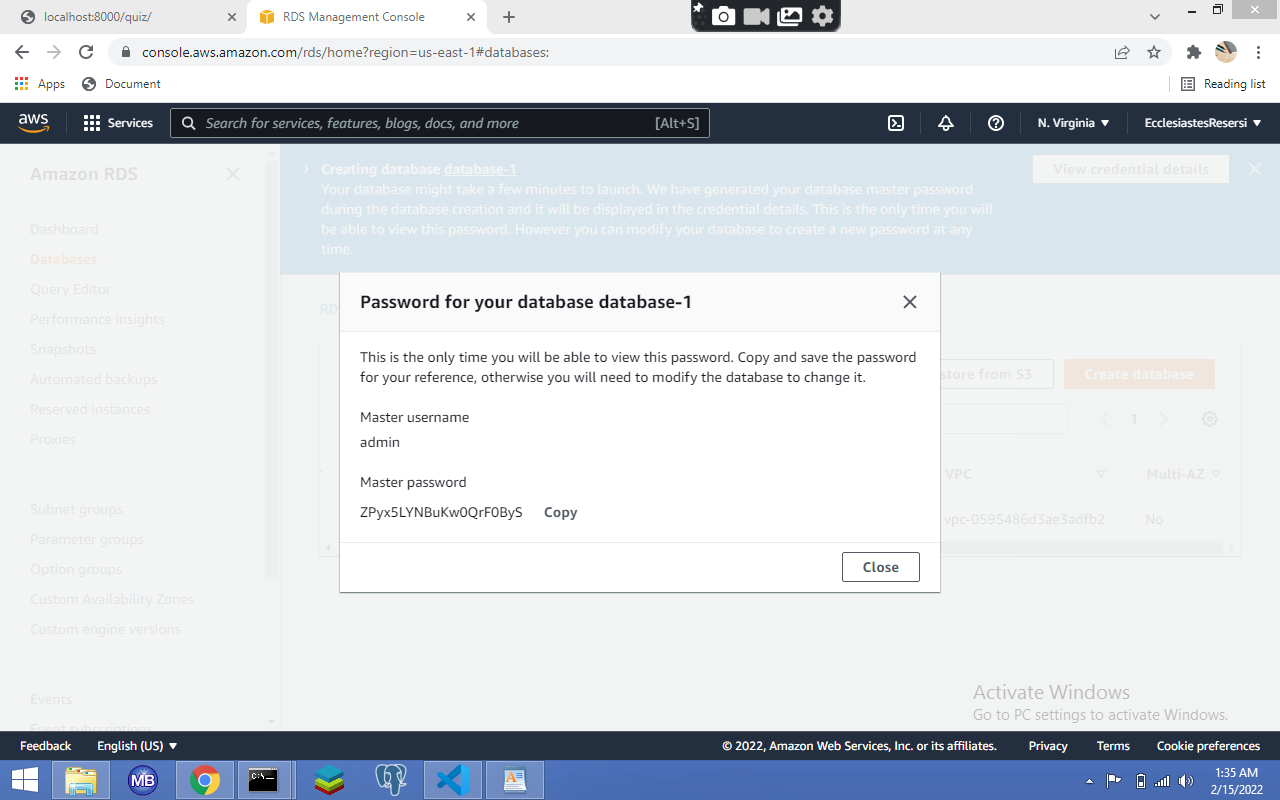 localhost:8000/quiz/
RDS Management Console
console.aws.amazon.com/rds/home?region=us-east-1#databases:
Apps
Document
Reading list
aws
Services
Search for services, features, blogs, docs, and more
[Alt+S]
N. Virginia
EcclesiastesResersi
Amazon RDS
Dashboard
Databases
Query Editor
Performance insights
Snapshots
Automated backups
Reserved instances
Proxies
Subnet groups
Parameter groups
Option groups
Custom Availability Zones
Custom engine versions
Events
Event subscriptions
Creating database database-1
Your database might take a few minutes to launch. We have generated your database master password
during the database creation and it will be displayed in the credential details. This is the only time you will
be able to view this password. However you can modify your database to create a new password at any
time.
View credential details
RDS
Password for your database database-1
This is the only time you will be able to view this password. Copy and save the password
for your reference, otherwise you will need to modify the database to change it.
Master username
admin
Master password
ZPyx5LYNBuKw0QrF0ByS
Copy
Close
store from S3
Create database
1
VPC
Multi-AZ
vpc-0595486d3ae3adfb2
No
Activate Windows
Go to PC settings to activate Windows.
Feedback
English (US)
© 2022, Amazon Web Services, Inc. or its affiliates.
Privacy
Terms
Cookie preferences
MB
C:\_
1:35 AM
2/15/2022